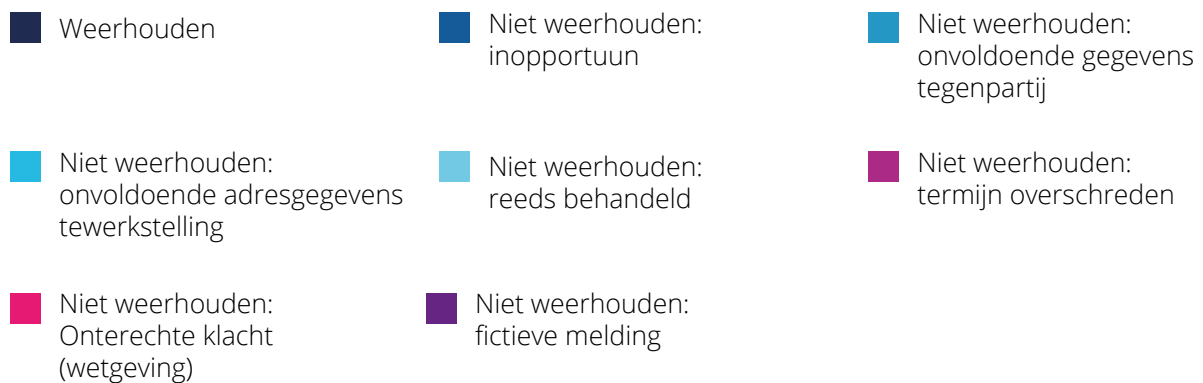 Weerhouden
Niet weerhouden:
inopportuun
Niet weerhouden:
onvoldoende gegevens
tegenpartij
Niet weerhouden:
onvoldoende adresgegevens
tewerkstelling
Niet weerhouden:
reeds behandeld
Niet weerhouden:
termijn overschreden
Niet weerhouden:
Onterechte klacht
(wetgeving)
Niet weerhouden:
fictieve melding